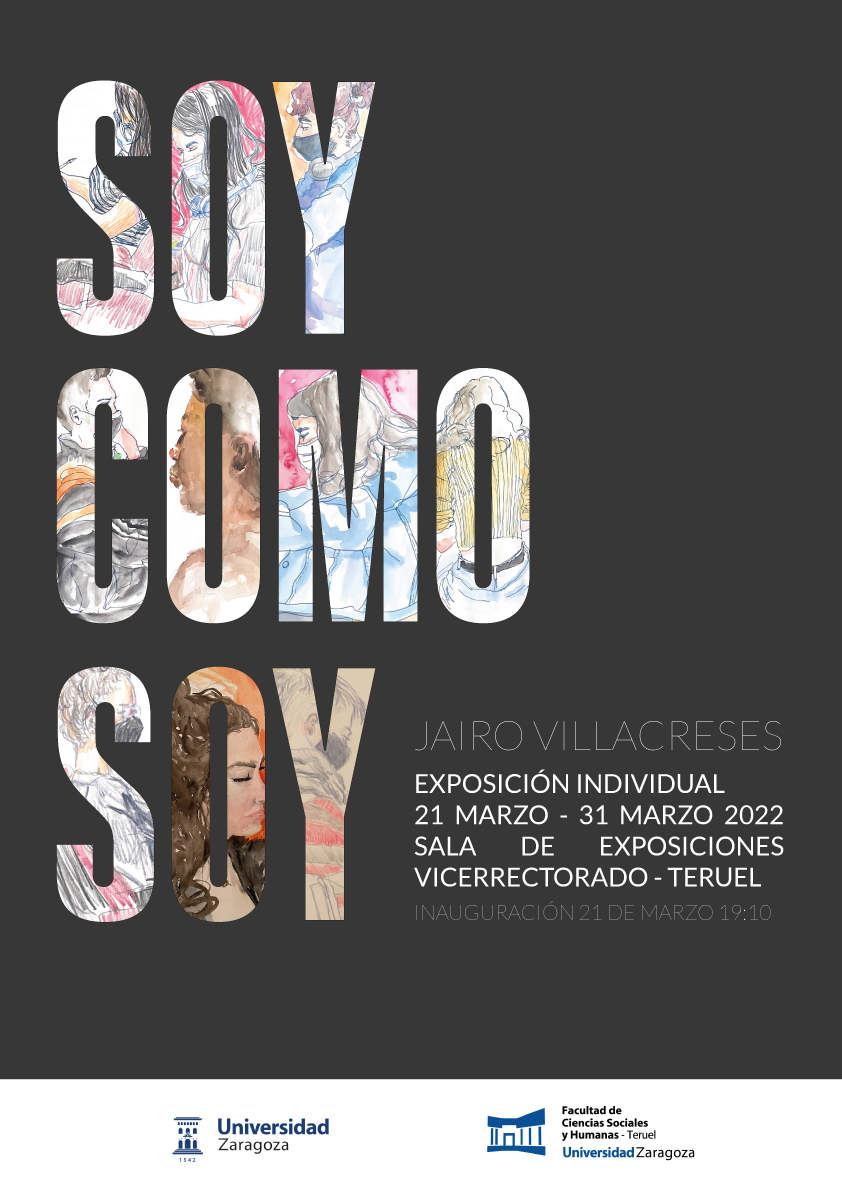 SOY
COMO
SOY
JAIRO VILLACRESES
EXPOSICIÓN INDIVIDUAL
21 MARZO - 31 MARZO 2022
SALA DE EXPOSICIONES
VICERRECTORADO - TERUEL
INAUGURACIÓN 21 DE MARZO 19:10
Universidad
Zaragoza
1542
Facultad de
Ciencias Sociales
y Humanas - Teruel
Universidad Zaragoza